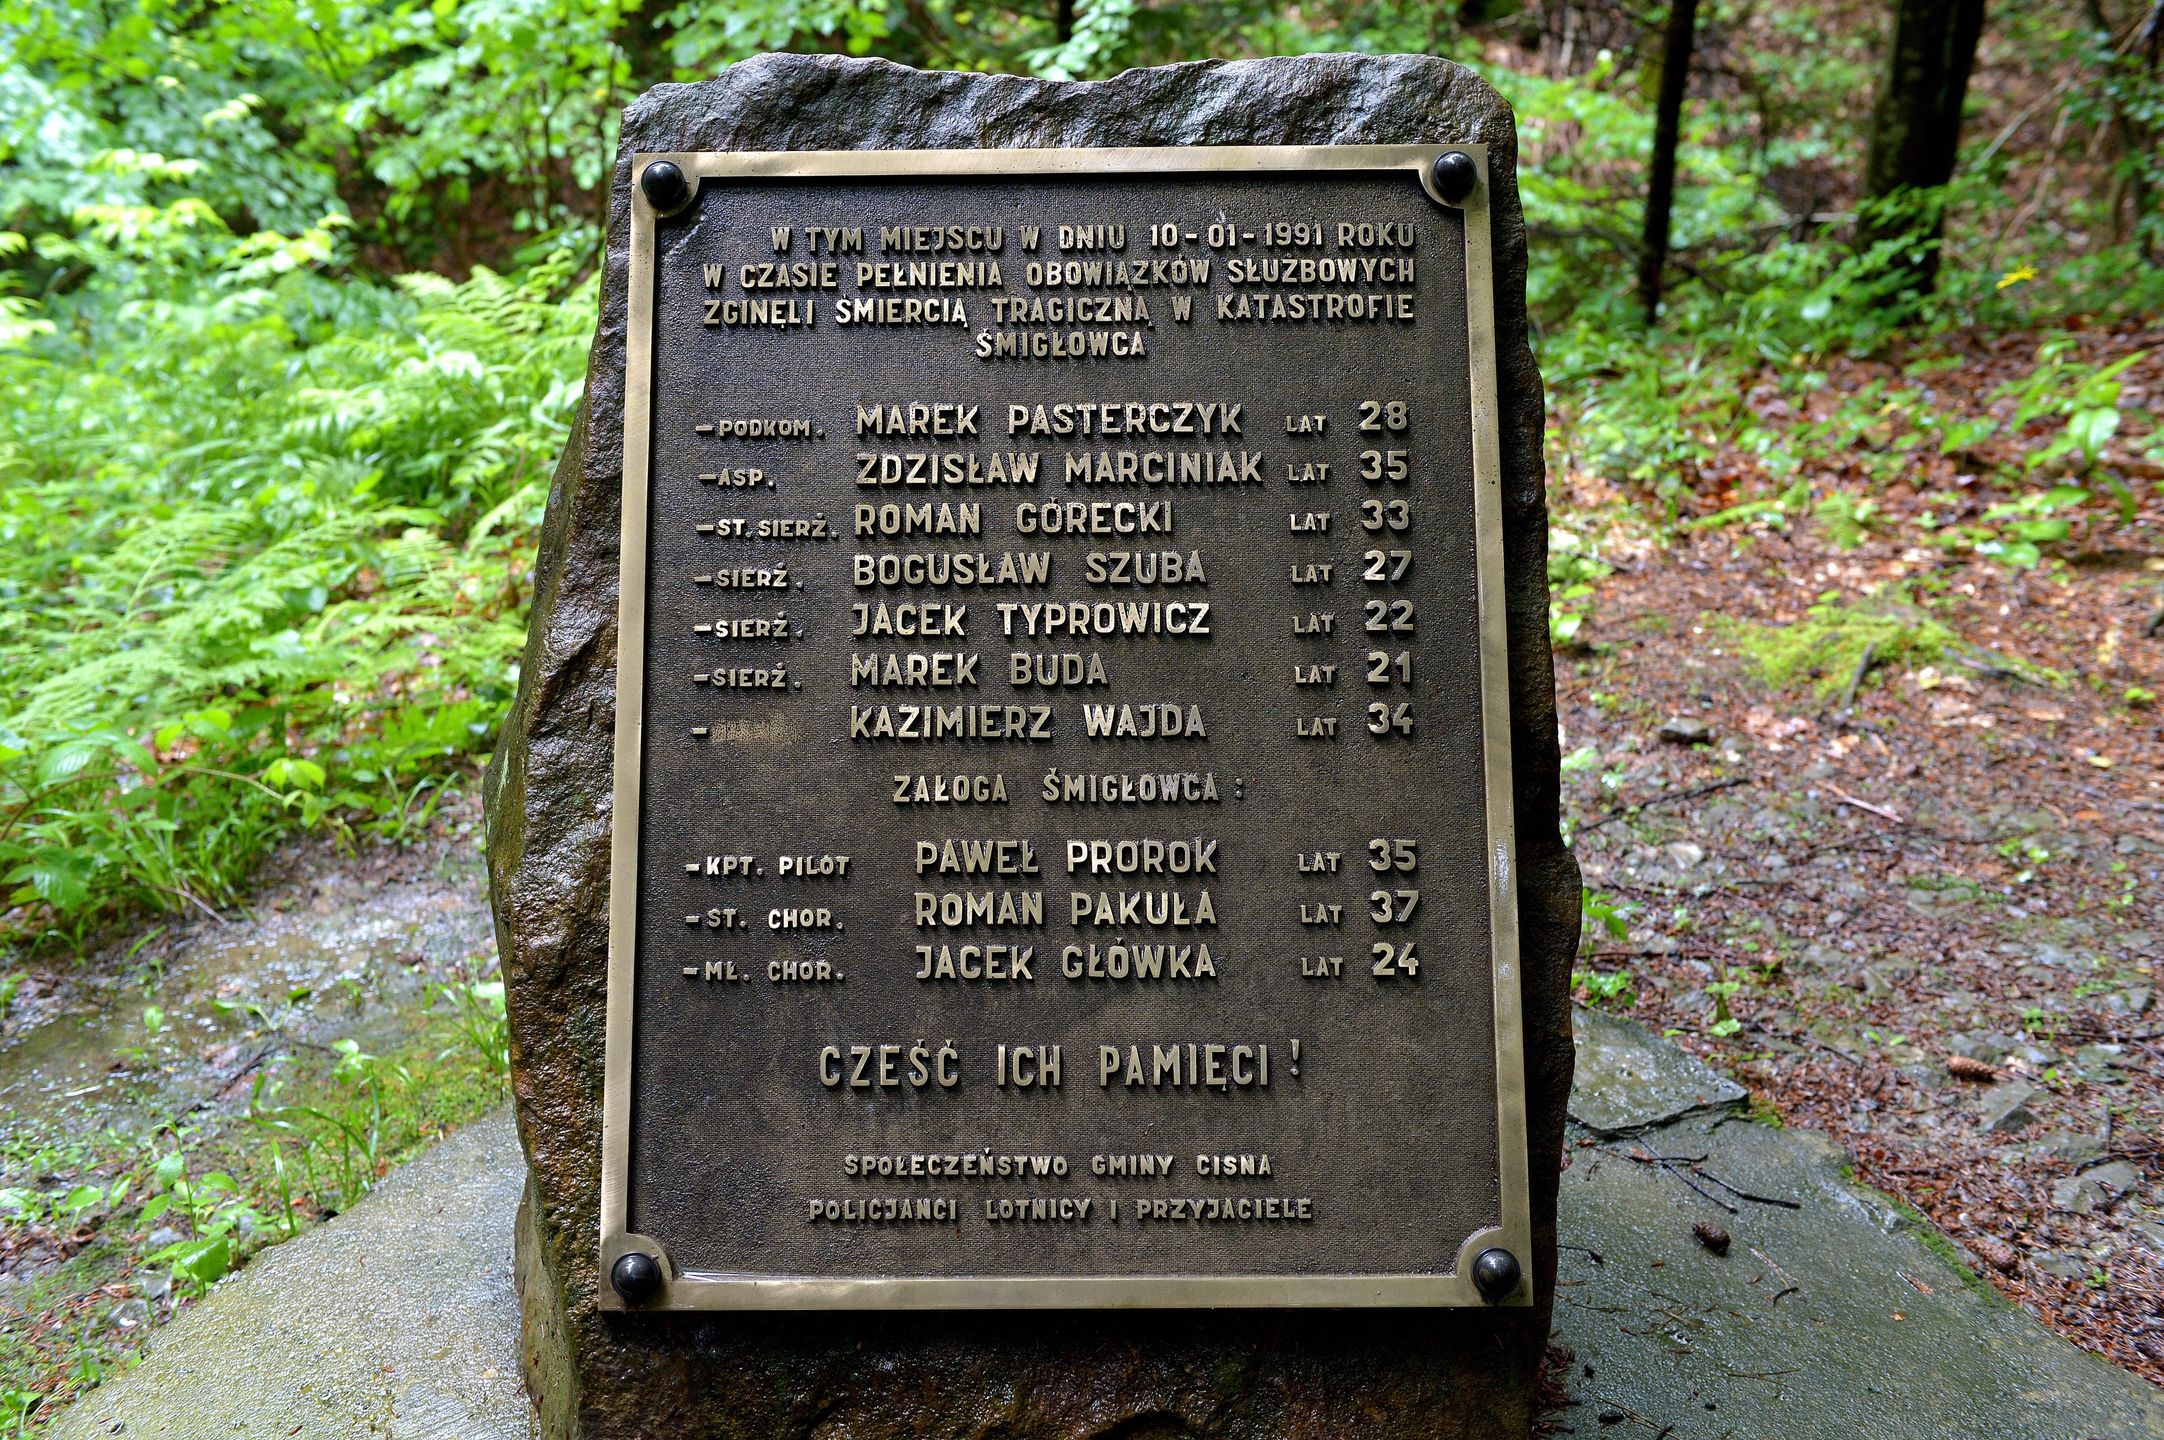 W TYM MIEJSCU W DNIU 10-01-1991 ROKU
W CZASIE PEŁNIENIA OBOWIĄZKÓW SŁUŻBOWYCH
ZGINĘLI ŚMIERCIĄ TRAGICZNĄ W KATASTROFIE
ŚMIGŁOWCA
-PODKOM. MAREK PASTERCZYK LAT 28
-ASP. ZDZISŁAW MARCINIAK LAT 35
-ST.SIERŻ. ROMAN GÓRECKI LAT 33
-SIERŻ. BOGUSŁAW SZUBA LAT 27
-SIERŻ. JACEK TYPROWICZ LAT 22
-SIERŻ. MAREK BUDA LAT 21
- KAZIMIERZ WAJDA LAT 34
ZAŁOGA ŚMIGŁOWCA:
-KPT. PILOT PAWEŁ PROROK LAT 35
-ST. CHOR. ROMAN PAKUŁA LAT 37
-MŁ. CHOR. JACEK GŁÓWKA LAT 24
CZEŚĆ ICH PAMIĘCI!
SPOŁECZEŃSTWO GMINY CISNA
POLICJANCI LOTNICY I PRZYJACIELE